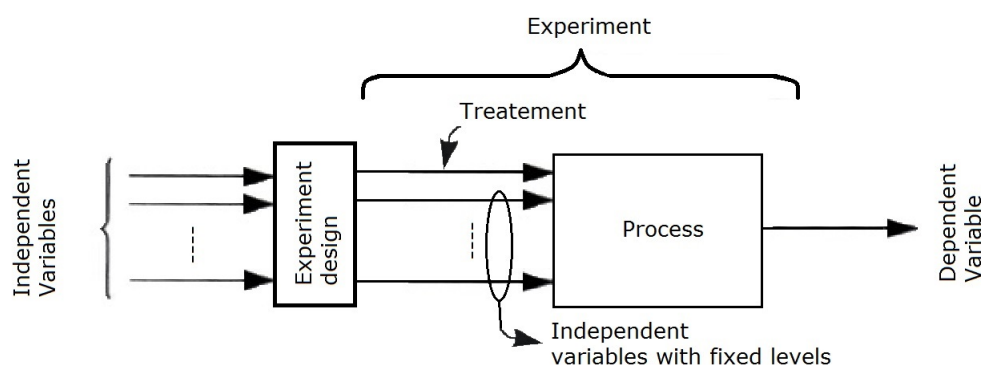 Experiment
Treatement
Independent
Variables
Experiment
design
Process
Dependent
Variable
Independent
variables with fixed levels